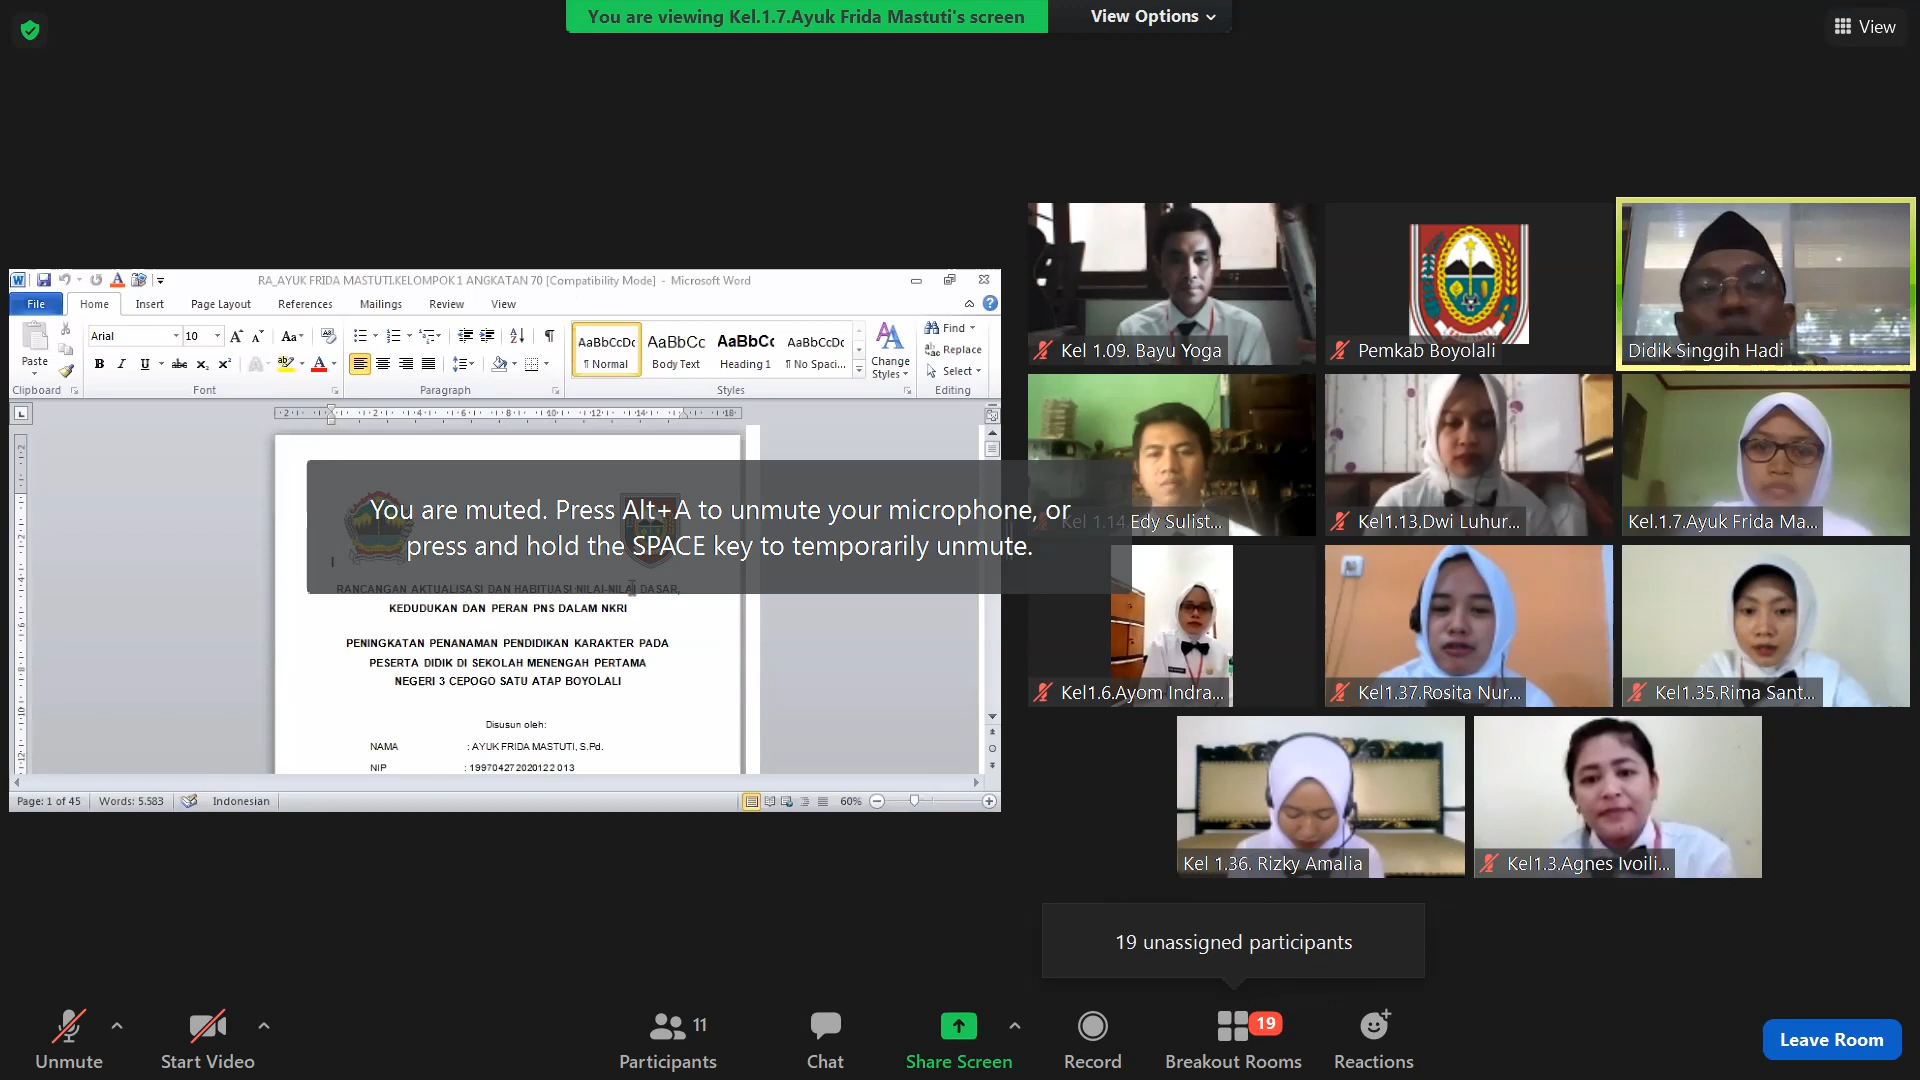 You are viewing Kel.1.7.Ayuk Frida Mastuti's screen
View Options
View
RA_AYUK FRIDA MASTUTI.KELOMPOK 1 ANGKATAN 70 [Compatibility Mode] - Microsoft Word
File Home Insert Page Layout References Mailings Review View
Paste
Arial 10
AaBbCcDc AaBbCc AaBbCc AaBbCcDc
¶ Normal Body Text Heading 1 ¶ No Spaci...
Change Styles
Find
Replace
Select
Clipboard Font Paragraph Styles Editing
You are muted. Press Alt+A to unmute your microphone, or
press and hold the SPACE key to temporarily unmute.
RANCANGAN AKTUALISASI DAN HABITUASI NILAI-NILAI DASAR,
KEDUDUKAN DAN PERAN PNS DALAM NKRI
PENINGKATAN PENANAMAN PENDIDIKAN KARAKTER PADA
PESERTA DIDIK DI SEKOLAH MENENGAH PERTAMA
NEGERI 3 CEPOGO SATU ATAP BOYOLALI
Disusun oleh:
NAMA : AYUK FRIDA MASTUTI, S.Pd.
NIP : 19970427 202012 2 013
Page: 1 of 45 Words: 5.583 Indonesian 60%
Kel 1.09. Bayu Yoga
Pemkab Boyolali
Didik Singgih Hadi
Kel 1.14.Edy Sulist...
Kel1.13.Dwi Luhur...
Kel.1.7.Ayuk Frida Ma...
Kel1.6.Ayom Indra...
Kel1.37.Rosita Nur...
Kel1.35.Rima Sant...
Kel 1.36. Rizky Amalia
Kel1.3.Agnes Ivoili...
19 unassigned participants
Unmute
Start Video
11
Participants
Chat
Share Screen
Record
19
Breakout Rooms
Reactions
Leave Room